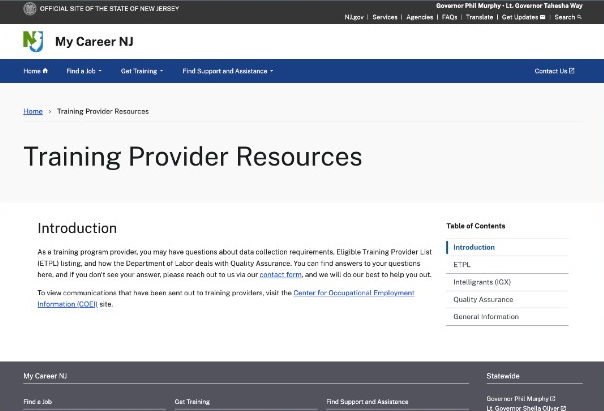 OFFICIAL SITE OF THE STATE OF NEW JERSEY
Governor Phil Murphy • Lt. Governor Tahesha Way
NJ.gov | Services | Agencies | FAQs | Translate | Get Updates | Search
NJ My Career NJ
Home Find a Job Get Training Find Support and Assistance Contact Us
Home › Training Provider Resources
Training Provider Resources
Introduction
As a training program provider, you may have questions about data collection requirements, Eligible Training Provider List
(ETPL) listing, and how the Department of Labor deals with Quality Assurance. You can find answers to your questions
here, and if you don't see your answer, please reach out to us via our contact form, and we will do our best to help you out.
To view communications that have been sent out to training providers, visit the Center for Occupational Employment
Information (COEI) site.
Table of Contents
Introduction
ETPL
Intelligrants (IGX)
Quality Assurance
General Information
My Career NJ
Find a Job
Get Training
Find Support and Assistance
Statewide
Governor Phil Murphy
Lt. Governor Sheila Oliver